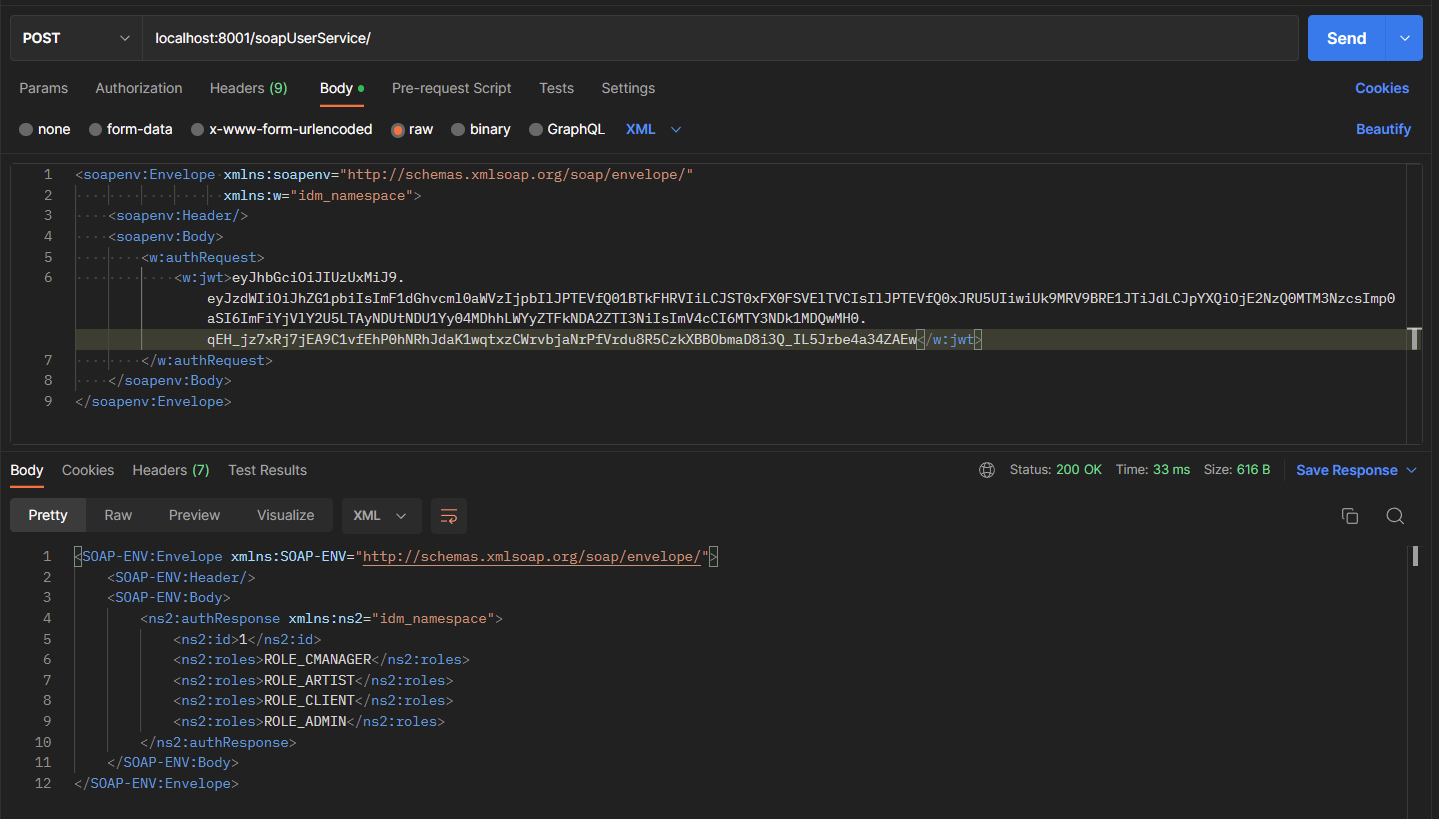 POST localhost:8001/soapUserService/ Send
Params Authorization Headers (9) Body Pre-request Script Tests Settings Cookies
none form-data x-www-form-urlencoded raw binary GraphQL XML Beautify
1 <soapenv:Envelope xmlns:soapenv="http://schemas.xmlsoap.org/soap/envelope/"
2 xmlns:w="idm_namespace">
3 <soapenv:Header/>
4 <soapenv:Body>
5 <w:authRequest>
6 <w:jwt>eyJhbGciOiJIUzUxMiJ9.
eyJzdWIiOiJhZG1pbiIsImF1dGhvcml0aWVzIjpbIlJPTEVfQ01BTkFHRVIiLCJST0xFX0FSVElTVCIsIlJPTEVfQ0xJRU5UIiwiUk9MRV9BRE1JTiJdLCJpYXQiOjE2NzQ0MTM3NzcsImp0
aSI6ImFiYjVlY2U5LTAyNDUtNDU1Yy04MDhhLWYyZTFkNDA2ZTI3NiIsImV4cCI6MTY3NDk1MDQwMH0.
qEH_jz7xRj7jEA9C1vfEhP0hNRhJdaK1wqtxzCWrvbjaNrPfVrdu8R5CzkXBBObmaD8i3Q_IL5Jrbe4a34ZAEw</w:jwt>
7 </w:authRequest>
8 </soapenv:Body>
9 </soapenv:Envelope>
Body Cookies Headers (7) Test Results Status: 200 OK Time: 33 ms Size: 616 B Save Response
Pretty Raw Preview Visualize XML
1 <SOAP-ENV:Envelope xmlns:SOAP-ENV="http://schemas.xmlsoap.org/soap/envelope/">
2 <SOAP-ENV:Header/>
3 <SOAP-ENV:Body>
4 <ns2:authResponse xmlns:ns2="idm_namespace">
5 <ns2:id>1</ns2:id>
6 <ns2:roles>ROLE_CMANAGER</ns2:roles>
7 <ns2:roles>ROLE_ARTIST</ns2:roles>
8 <ns2:roles>ROLE_CLIENT</ns2:roles>
9 <ns2:roles>ROLE_ADMIN</ns2:roles>
10 </ns2:authResponse>
11 </SOAP-ENV:Body>
12 </SOAP-ENV:Envelope>